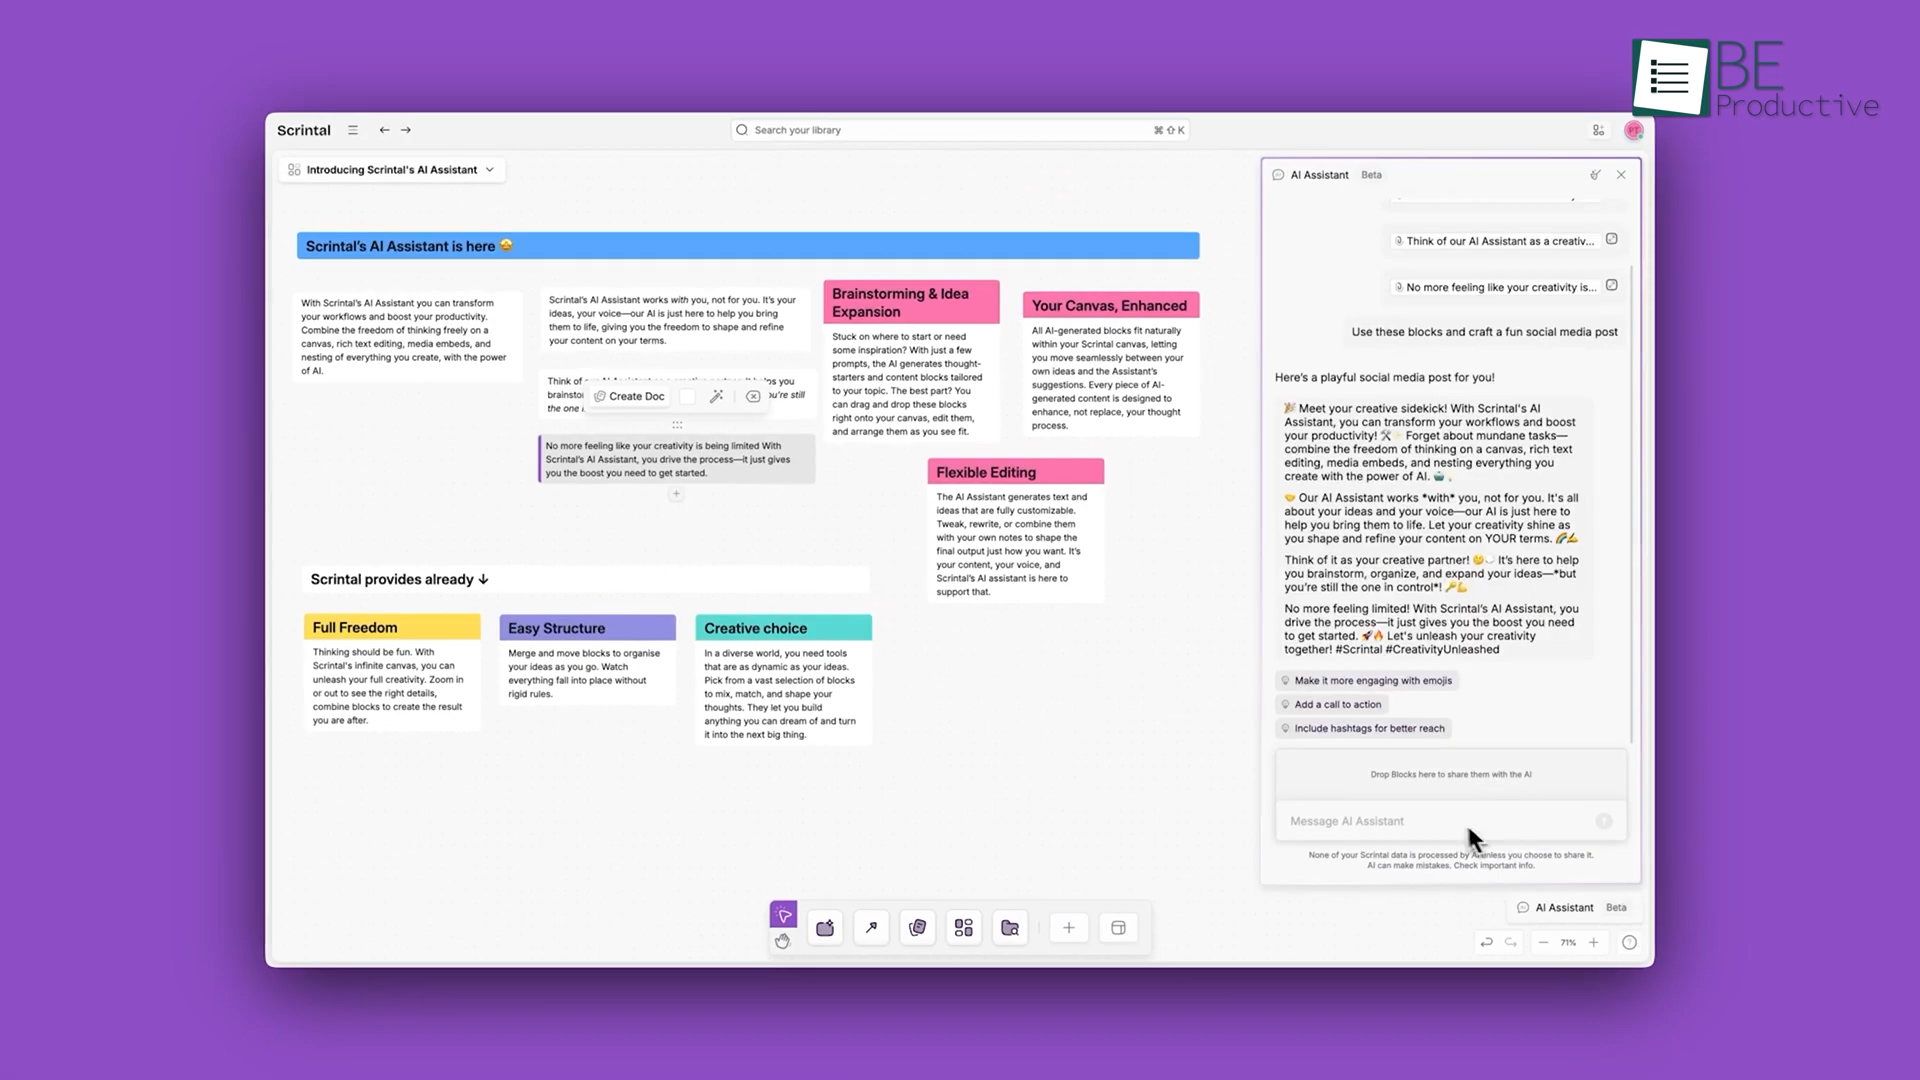 BE
Productive
Scrintal
Search your library
⌘⇧K
PT
Introducing Scrintal's AI Assistant
Scrintal's AI Assistant is here 🤩
With Scrintal's AI Assistant you can transform
your workflows and boost your productivity.
Combine the freedom of thinking freely on a
canvas, rich text editing, media embeds, and
nesting of everything you create, with the power
of AI.
Scrintal's AI Assistant works with you, not for you. It's your
ideas, your voice—our AI is just here to help you bring
them to life, giving you the freedom to shape and refine
your content on your terms.
Think of
you
you're still
the one
Create Doc
No more feeling like your creativity is being limited With
Scrintal's AI Assistant, you drive the process—it just gives
you the boost you need to get started.
Brainstorming & Idea
Expansion
Stuck on where to start or need
some inspiration? With just a few
prompts, the AI generates thought-
starters and content blocks tailored
to your topic. The best part? You
can drag and drop these blocks
right onto your canvas, edit them,
and arrange them as you see fit.
Your Canvas, Enhanced
All AI-generated blocks fit naturally
within your Scrintal canvas, letting
you move seamlessly between your
own ideas and the Assistant's
suggestions. Every piece of AI-
generated content is designed to
enhance, not replace, your thought
process.
Flexible Editing
The AI Assistant generates text and
ideas that are fully customizable.
Tweak, rewrite, or combine them
with your own notes to shape the
final output just how you want. It's
your content, your voice, and
Scrintal's AI assistant is here to
support that.
Scrintal provides already ↓
Full Freedom
Thinking should be fun. With
Scrintal's infinite canvas, you can
unleash your full creativity. Zoom in
or out to see the right details,
combine blocks to create the result
you are after.
Easy Structure
Merge and move blocks to organise
your ideas as you go. Watch
everything fall into place without
rigid rules.
Creative choice
In a diverse world, you need tools
that are as dynamic as your ideas.
Pick from a vast selection of blocks
to mix, match, and shape your
thoughts. They let you build
anything you can dream of and turn
it into the next big thing.
AI Assistant Beta
Think of our AI Assistant as a creativ...
No more feeling like your creativity is...
Use these blocks and craft a fun social media post
Here's a playful social media post for you!
🎉 Meet your creative sidekick! With Scrintal's AI
Assistant, you can transform your workflows and boost
your productivity! 🛠️✨ Forget about mundane tasks—
combine the freedom of thinking on a canvas, rich text
editing, media embeds, and nesting everything you
create with the power of AI.
🤝 Our AI Assistant works *with* you, not for you. It's all
about your ideas and your voice—our AI is just here to
help you bring them to life. Let your creativity shine as
you shape and refine your content on YOUR terms. 🌈✍️
Think of it as your creative partner! 🤔💭 It's here to help
you brainstorm, organize, and expand your ideas—*but
you're still the one in control*! 🔑💪
No more feeling limited! With Scrintal's AI Assistant, you
drive the process—it just gives you the boost you need
to get started. 🚀🔥 Let's unleash your creativity
together! #Scrintal #CreativityUnleashed
Make it more engaging with emojis
Add a call to action
Include hashtags for better reach
Drop Blocks here to share them with the AI
Message AI Assistant
None of your Scrintal data is processed by unless you choose to share it.
AI can make mistakes. Check important info.
AI Assistant Beta
71%